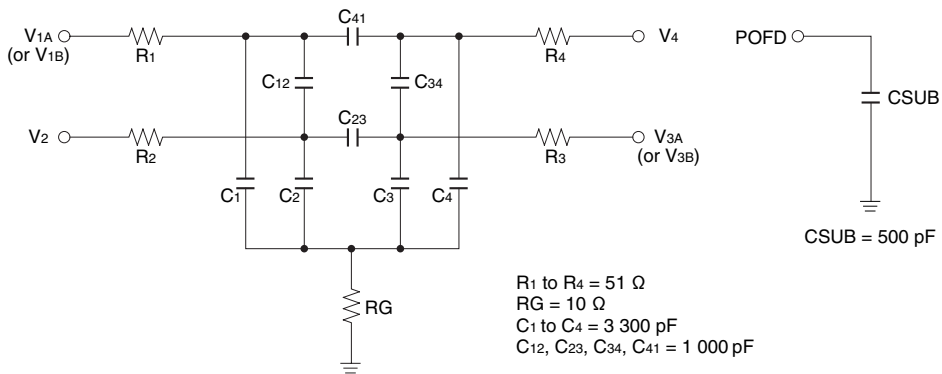 C41
V1A
(or V1B)
R1
R4
V4
POFD
C12
C34
CSUB
C23
V2
R2
R3
V3A
(or V3B)
C1
C2
C3
C4
CSUB = 500 pF
RG
R1 to R4 = 51 Ω
RG = 10 Ω
C1 to C4 = 3 300 pF
C12, C23, C34, C41 = 1 000 pF